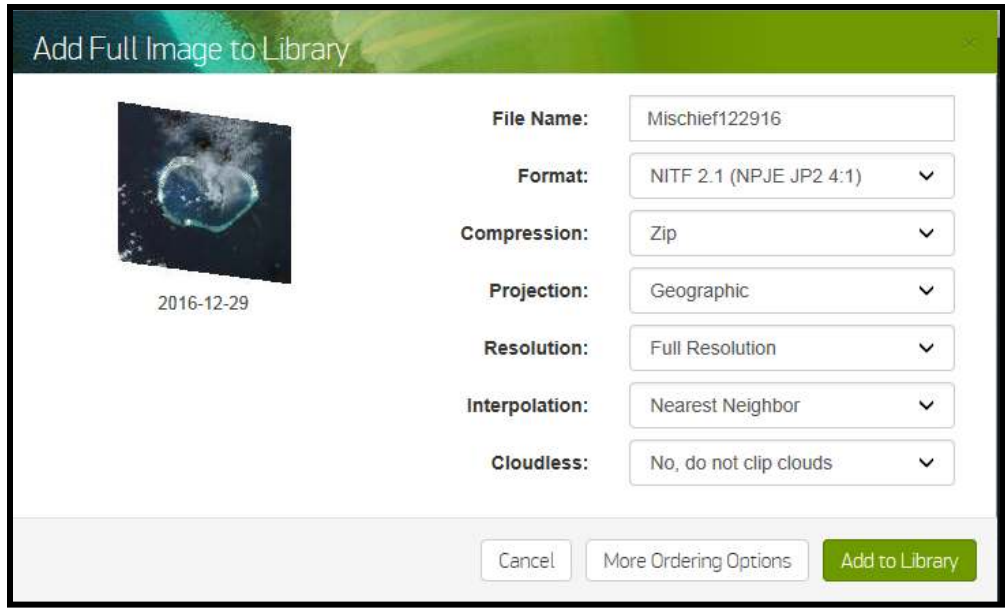 Add Full Image to Library
File Name: Mischief122916
Format: NITF 2.1 (NPJE JP2 4:1)
Compression: Zip
2016-12-29
Projection: Geographic
Resolution: Full Resolution
Interpolation: Nearest Neighbor
Cloudless: No, do not clip clouds
Cancel More Ordering Options Add to Library